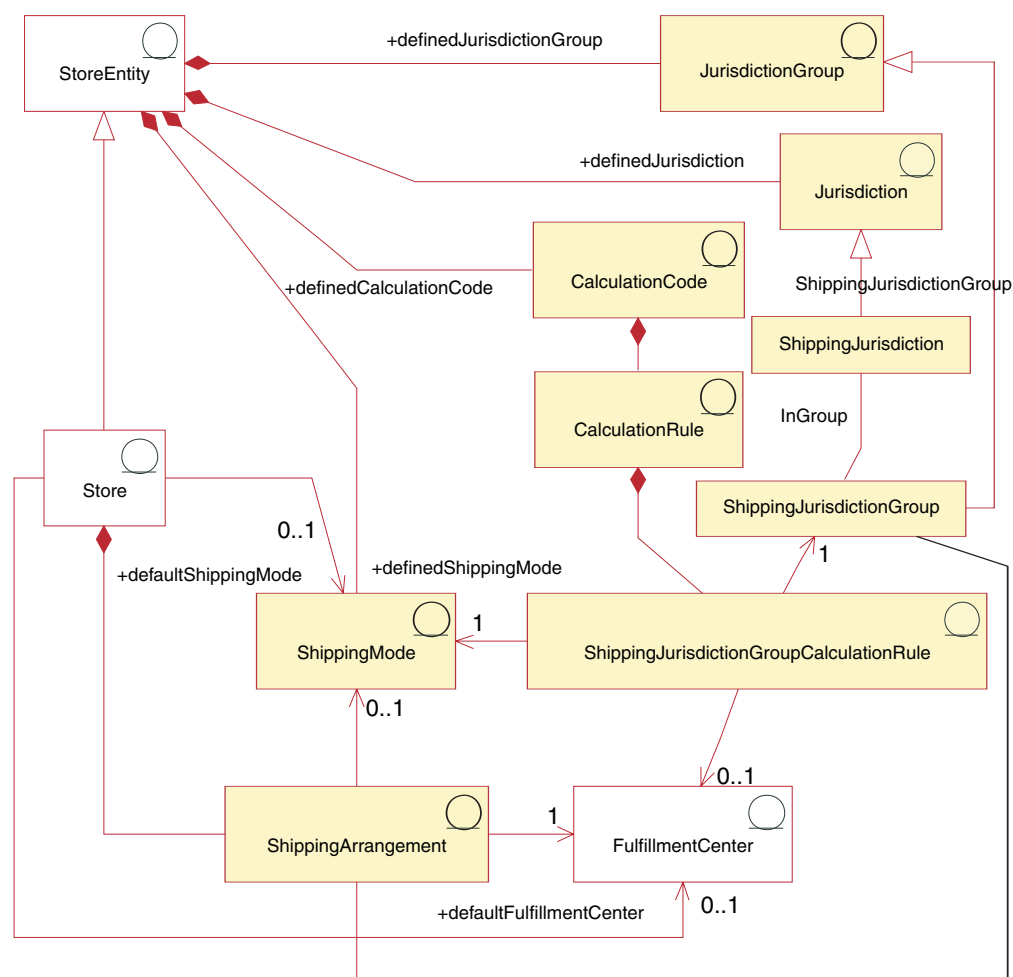 +definedJurisdictionGroup
StoreEntity
JurisdictionGroup
+definedJurisdiction
Jurisdiction
CalculationCode
+definedCalculationCode
ShippingJurisdictionGroup
ShippingJurisdiction
InGroup
CalculationRule
Store
ShippingJurisdictionGroup
0..1
1
+defaultShippingMode
+definedShippingMode
1
ShippingMode
ShippingJurisdictionGroupCalculationRule
0..1
0..1
1
ShippingArrangement
FulfillmentCenter
+defaultFulfillmentCenter
0..1